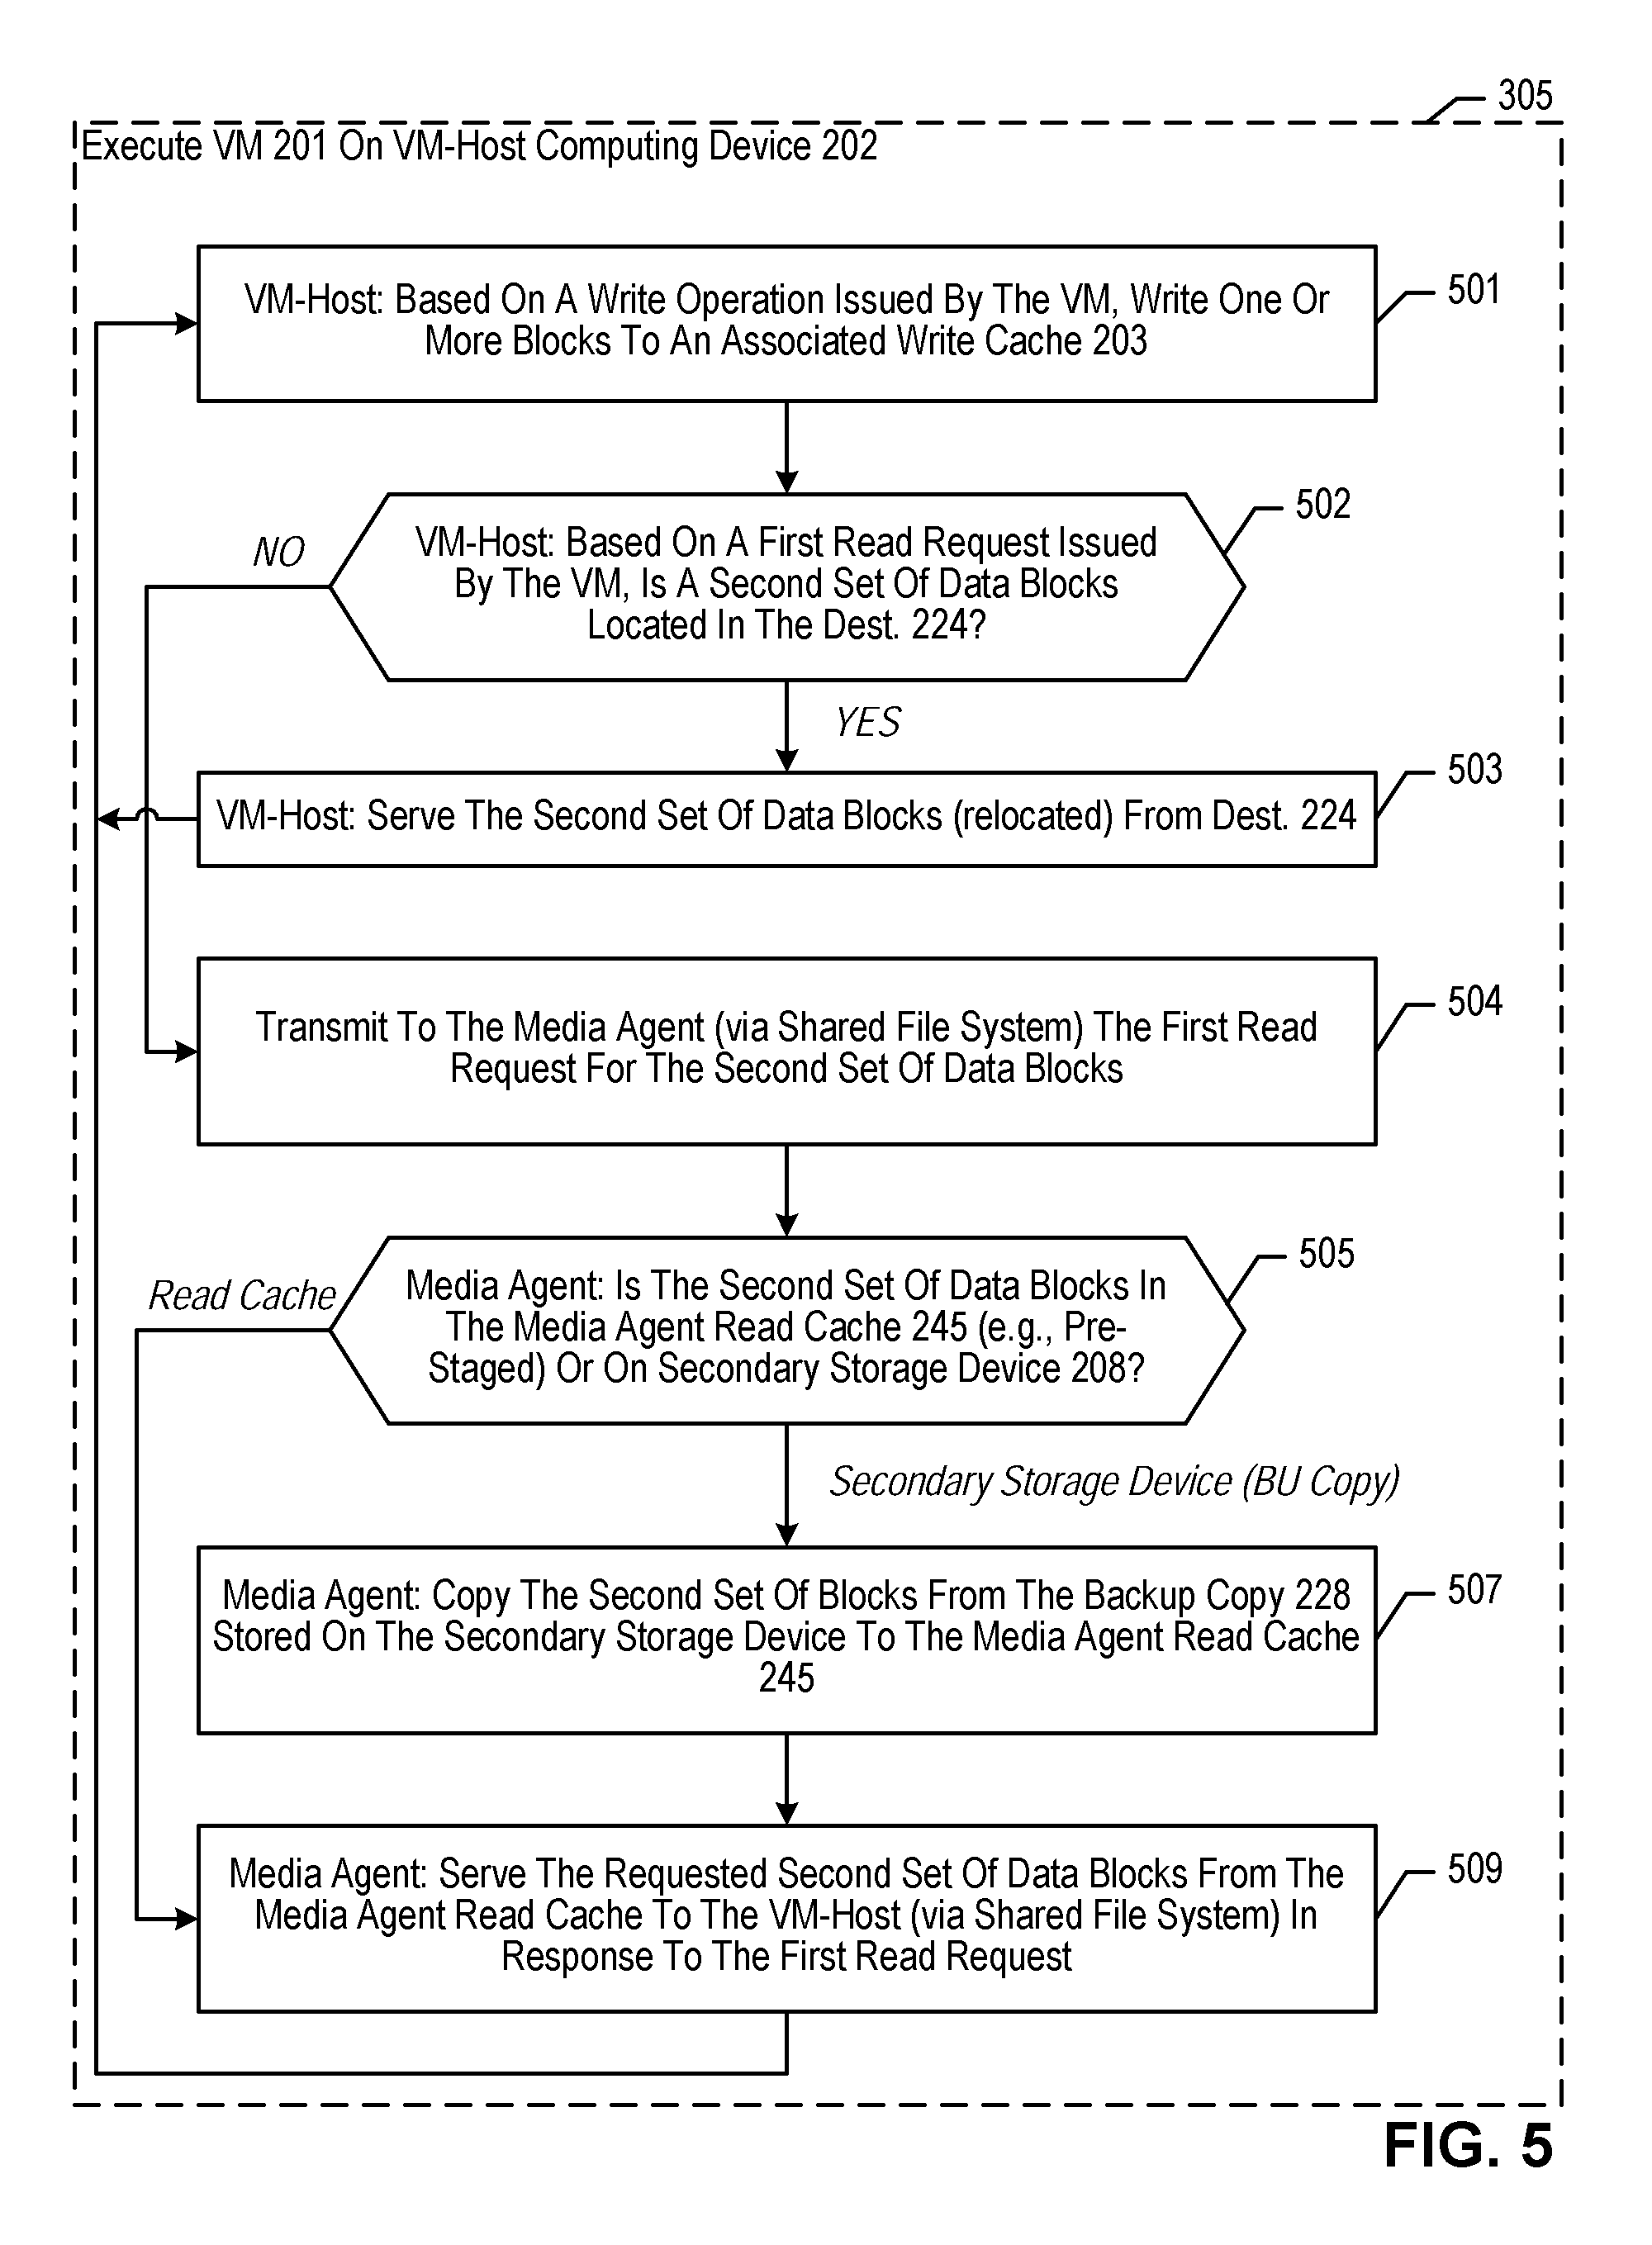 305
Execute VM 201 On VM-Host Computing Device 202
VM-Host: Based On A Write Operation Issued By The VM, Write One Or
More Blocks To An Associated Write Cache 203
501
VM-Host: Based On A First Read Request Issued
By The VM, Is A Second Set Of Data Blocks
Located In The Dest. 224?
502
NO
YES
VM-Host: Serve The Second Set Of Data Blocks (relocated) From Dest. 224
503
Transmit To The Media Agent (via Shared File System) The First Read
Request For The Second Set Of Data Blocks
504
Media Agent: Is The Second Set Of Data Blocks In
The Media Agent Read Cache 245 (e.g., Pre-
Staged) Or On Secondary Storage Device 208?
505
Read Cache
Secondary Storage Device (BU Copy)
Media Agent: Copy The Second Set Of Blocks From The Backup Copy 228
Stored On The Secondary Storage Device To The Media Agent Read Cache
245
507
Media Agent: Serve The Requested Second Set Of Data Blocks From The
Media Agent Read Cache To The VM-Host (via Shared File System) In
Response To The First Read Request
509
FIG. 5